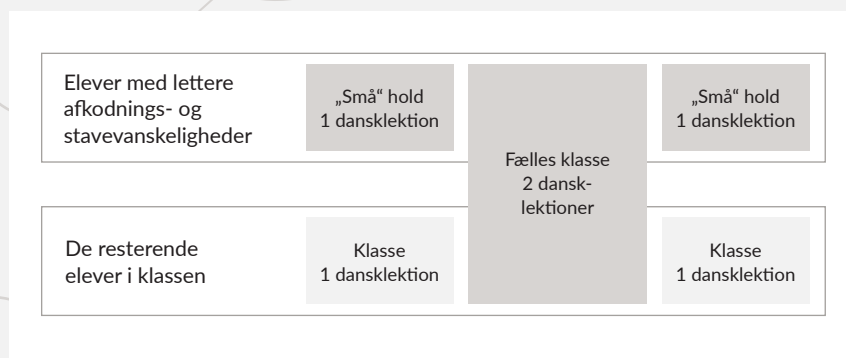 Elever med lettere
afkodnings- og
stavevanskeligheder
„Små“ hold
1 dansklektion
Fælles klasse
2 dansk-
lektioner
„Små“ hold
1 dansklektion
De resterende
elever i klassen
Klasse
1 dansklektion
Klasse
1 dansklektion